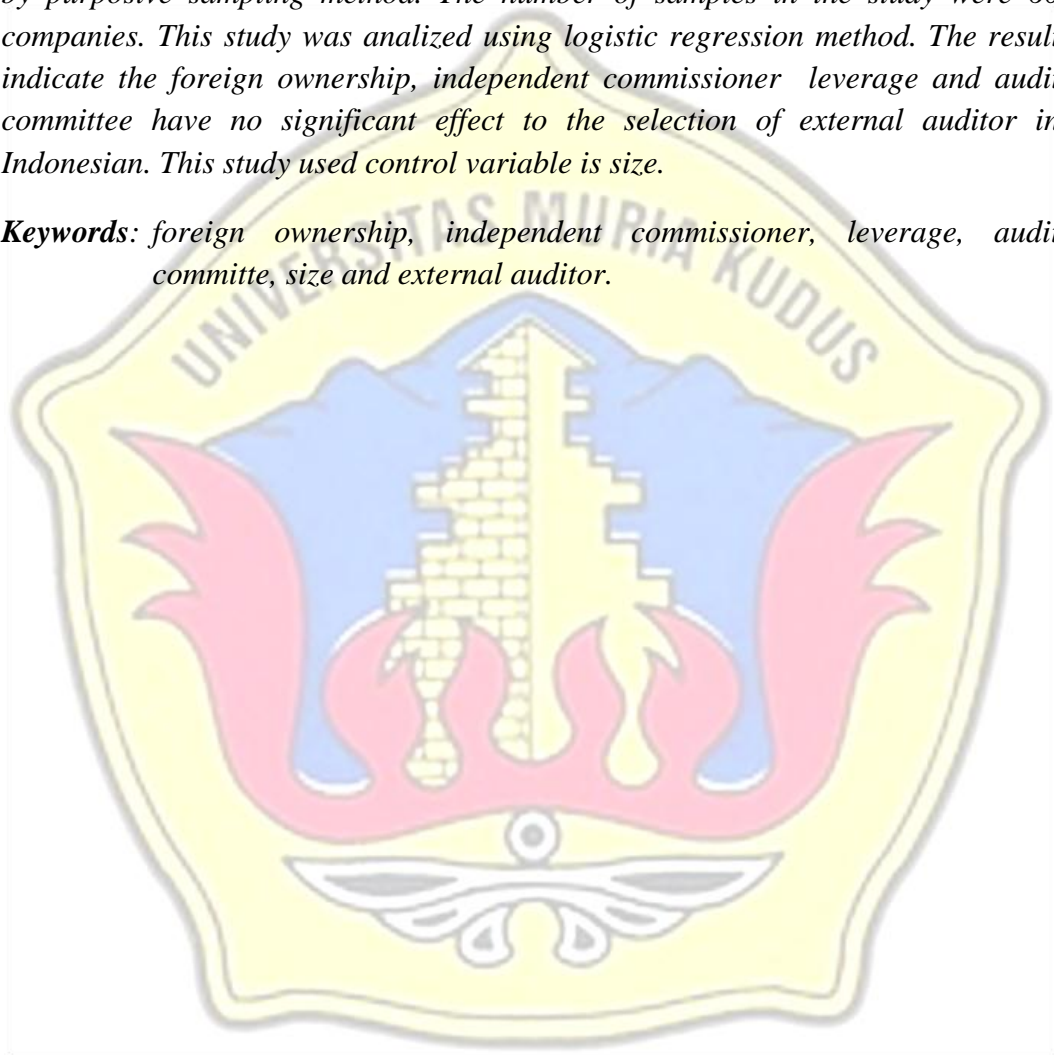 by purposive sampling method. The number of samples in the study were 60
companies. This study was analized using logistic regression method. The result
indicate the foreign ownership, independent commissioner leverage and audit
committee have no significant effect to the selection of external auditor in
Indonesian. This study used control variable is size.
Keywords: foreign ownership, independent commissioner, leverage, audit
committe, size and external auditor.
UNIVERSITAS MURIA KUDUS